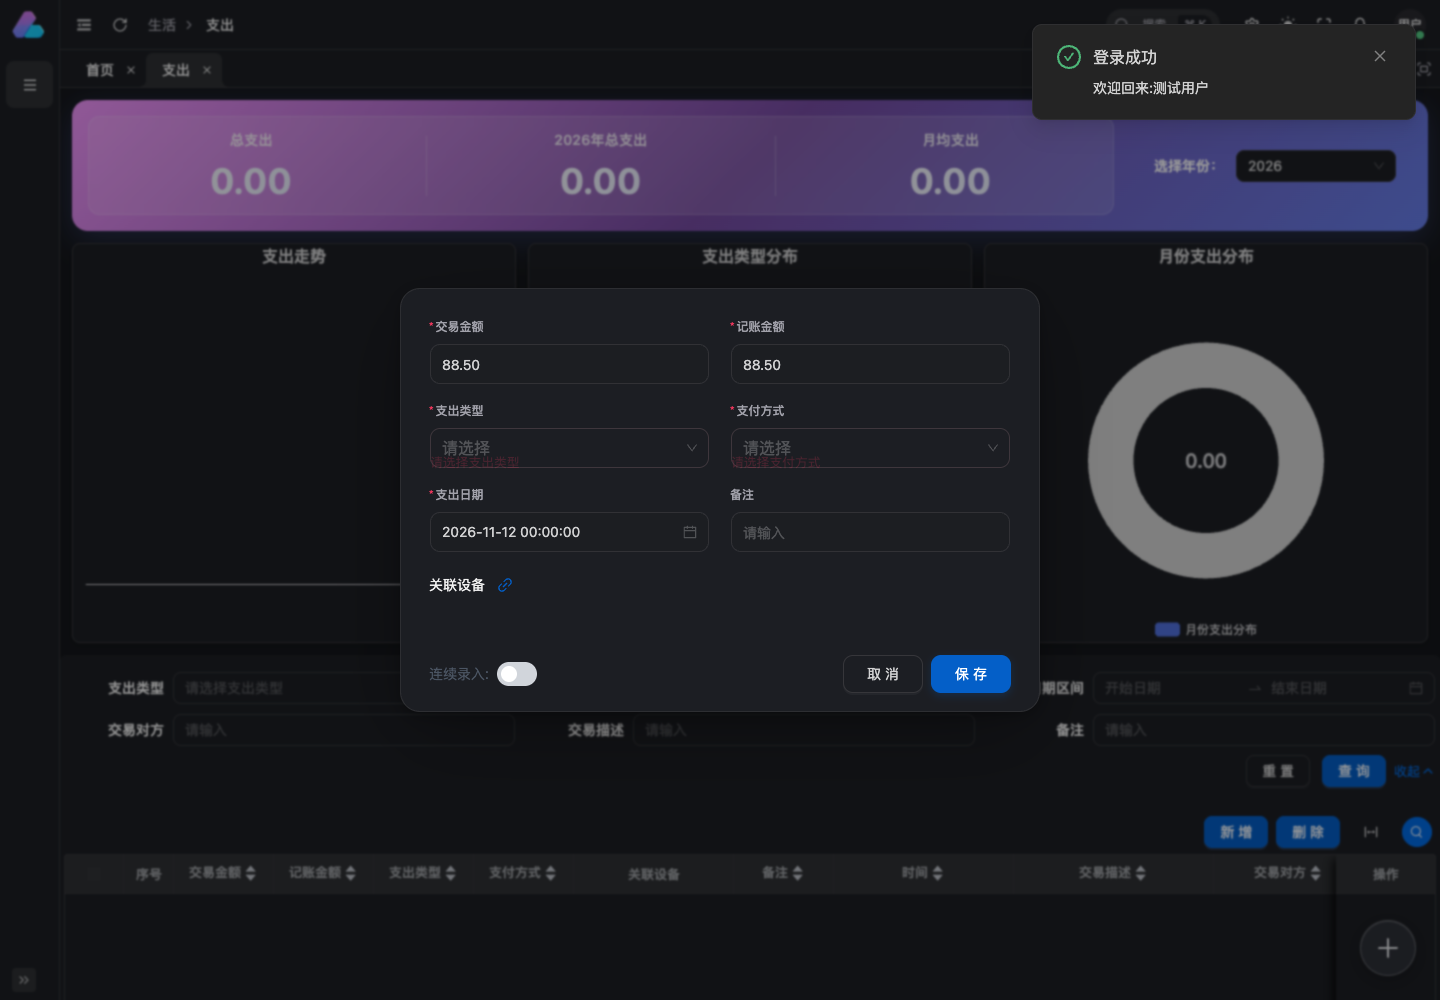 生活 > 支出
搜索 ⌘ K
用户
首页 × 支出 ×
登录成功
欢迎回来:测试用户
总支出
0.00
2026年总支出
0.00
月均支出
0.00
选择年份: 2026
支出走势
支出类型分布
月份支出分布
0.00
月份支出分布
*交易金额
88.50
*记账金额
88.50
*支出类型
请选择
请选择支出类型
*支付方式
请选择
请选择支付方式
*支出日期
2026-11-12 00:00:00
备注
请输入
关联设备
连续录入:
取 消
保 存
支出类型 请选择支出类型
期区间 开始日期 → 结束日期
交易对方 请输入
交易描述 请输入
备注 请输入
重 置 查 询 收起
新 增 删 除
序号 交易金额 记账金额 支出类型 支付方式 关联设备 备注 时间 交易描述 交易对方 操作